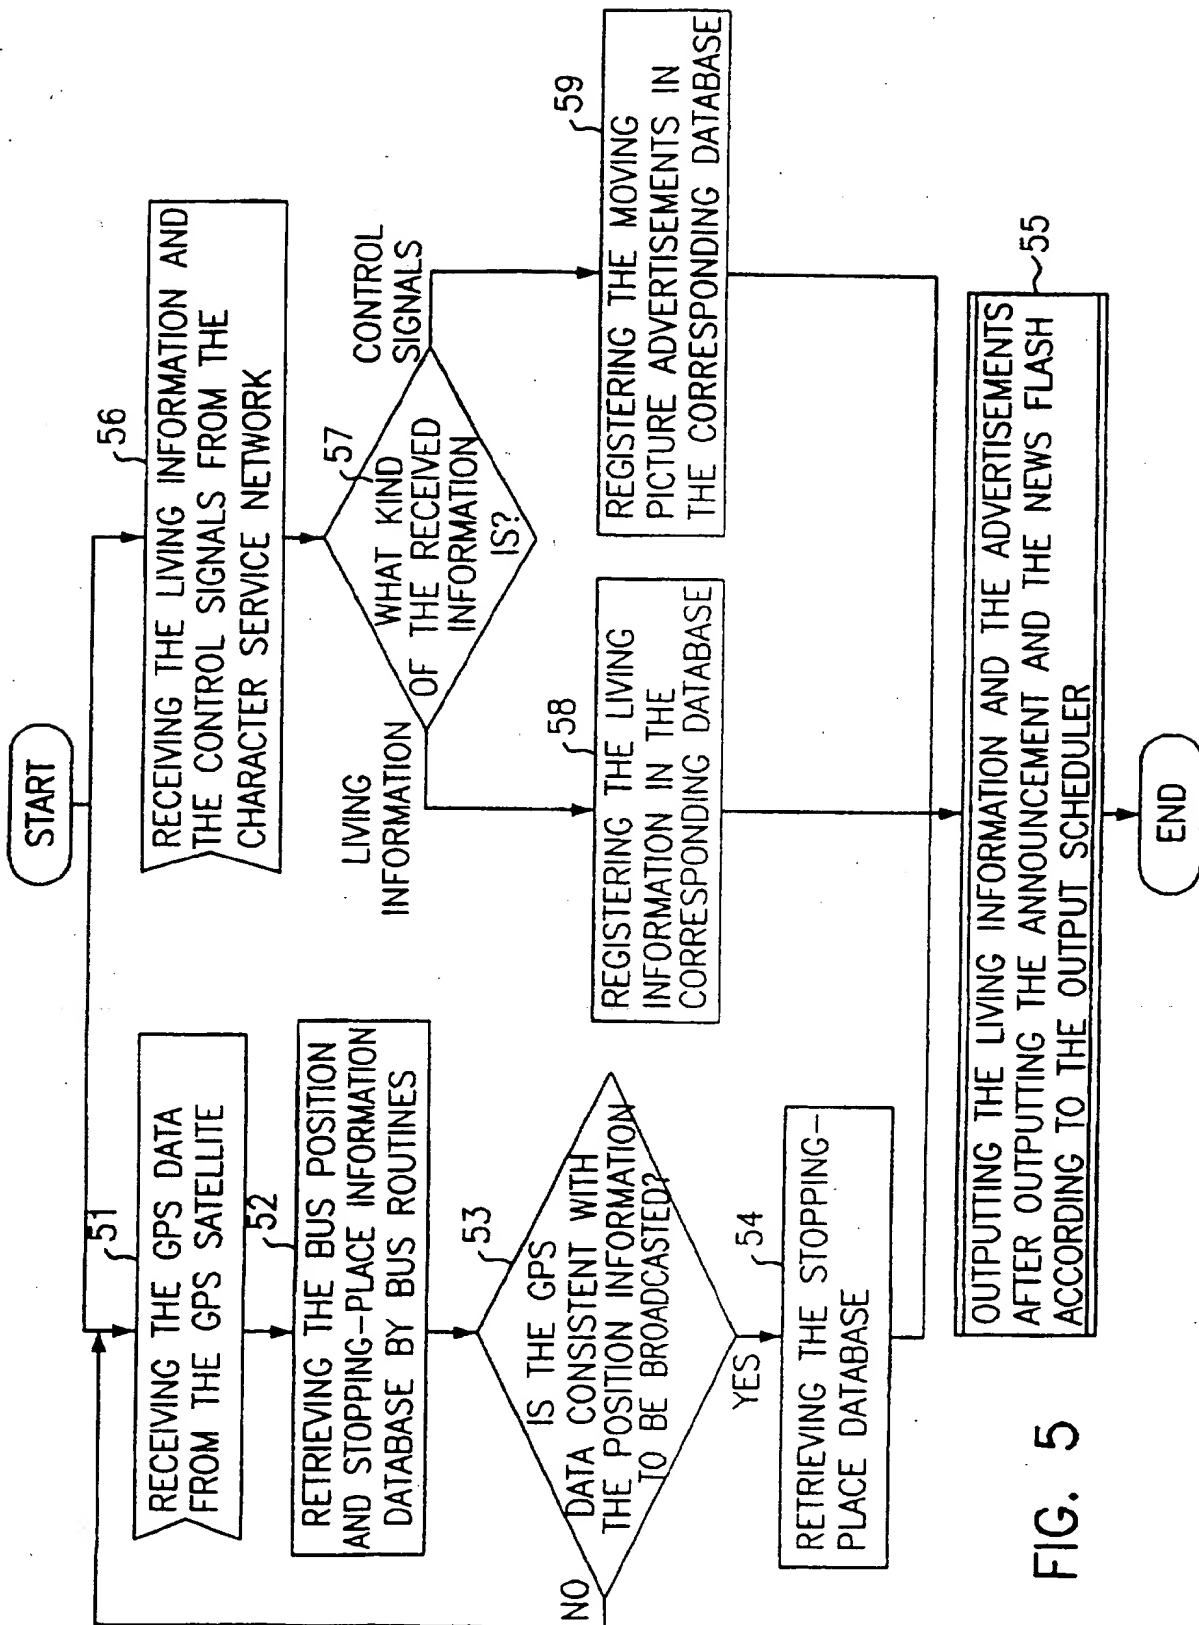 START
51
RECEIVING THE GPS DATA
FROM THE GPS SATELLITE
52
RETRIEVING THE BUS POSITION
AND STOPPING-PLACE INFORMATION
DATABASE BY BUS ROUTINES
53
IS THE GPS
DATA CONSISTENT WITH
THE POSITION INFORMATION
TO BE BROADCASTED?
NO
YES
54
RETRIEVING THE STOPPING-
PLACE DATABASE
56
RECEIVING THE LIVING INFORMATION AND
THE CONTROL SIGNALS FROM THE
CHARACTER SERVICE NETWORK
57
WHAT KIND
OF THE RECEIVED
INFORMATION
IS?
LIVING
INFORMATION
CONTROL
SIGNALS
58
REGISTERING THE LIVING
INFORMATION IN THE
CORRESPONDING DATABASE
59
REGISTERING THE MOVING
PICTURE ADVERTISEMENTS IN
THE CORRESPONDING DATABASE
55
OUTPUTING THE LIVING INFORMATION AND THE ADVERTISEMENTS
AFTER OUTPUTTING THE ANNOUNCEMENT AND THE NEWS FLASH
ACCORDING TO THE OUTPUT SCHEDULER
END
FIG. 5